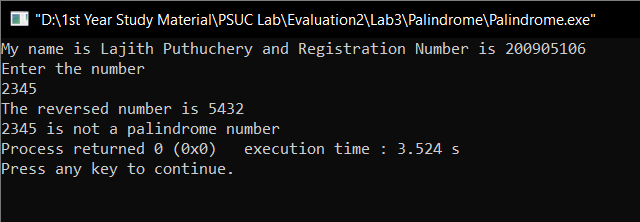 "D:\1st Year Study Material\PSUC Lab\Evaluation2\Lab3\Palindrome\Palindrome.exe"
My name is Lajith Puthuchery and Registration Number is 200905106
Enter the number
2345
The reversed number is 5432
2345 is not a palindrome number
Process returned 0 (0x0)   execution time : 3.524 s
Press any key to continue.